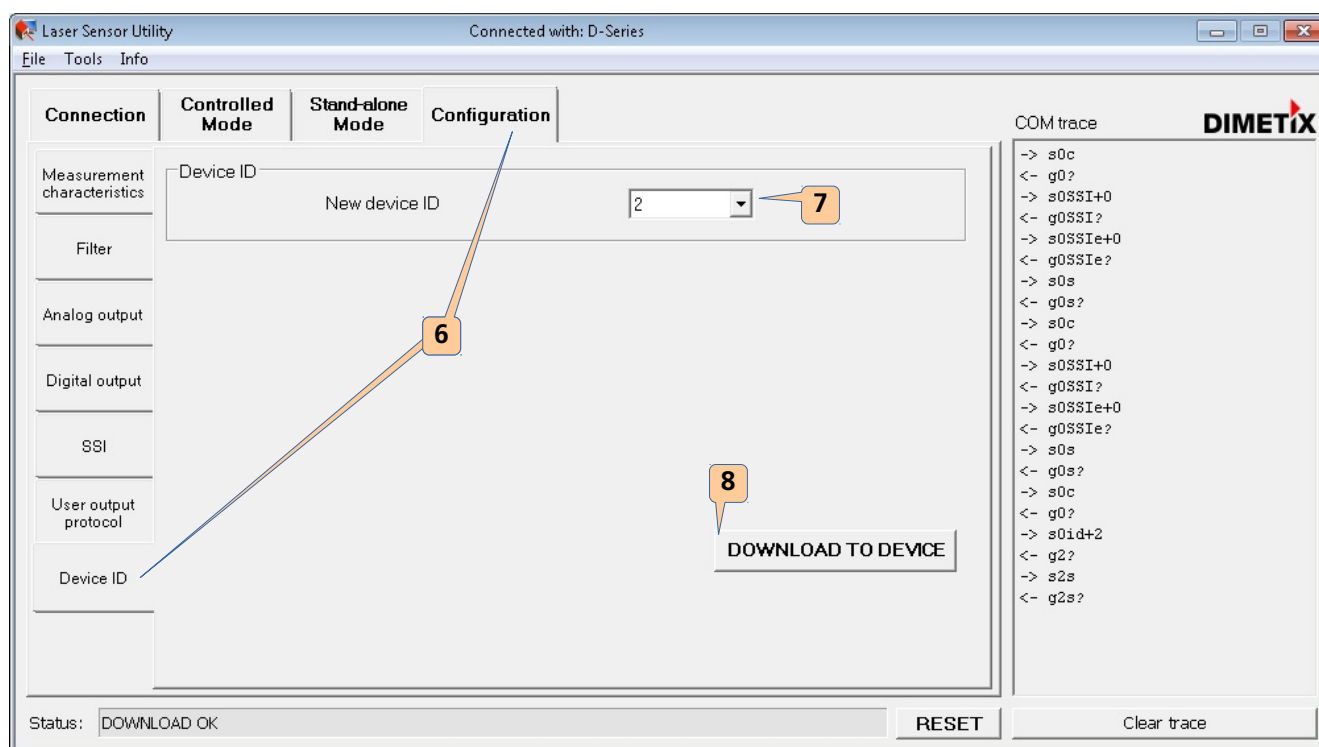 Laser Sensor Utility
Connected with: D-Series
File Tools Info
Connection
Controlled
Mode
Stand-alone
Mode
Configuration
Measurement
characteristics
Filter
Analog output
Digital output
SSI
User output
protocol
Device ID
Device ID
New device ID
2
7
6
8
DOWNLOAD TO DEVICE
COM trace
DIMETIX
-> s0c
<- g0?
-> s0SSI+0
<- g0SSI?
-> s0SSIe+0
<- g0SSIe?
-> s0s
<- g0s?
-> s0c
<- g0?
-> s0SSI+0
<- g0SSI?
-> s0SSIe+0
<- g0SSIe?
-> s0s
<- g0s?
-> s0c
<- g0?
-> s0id+2
<- g2?
-> s2s
<- g2s?
Status: DOWNLOAD OK
RESET
Clear trace